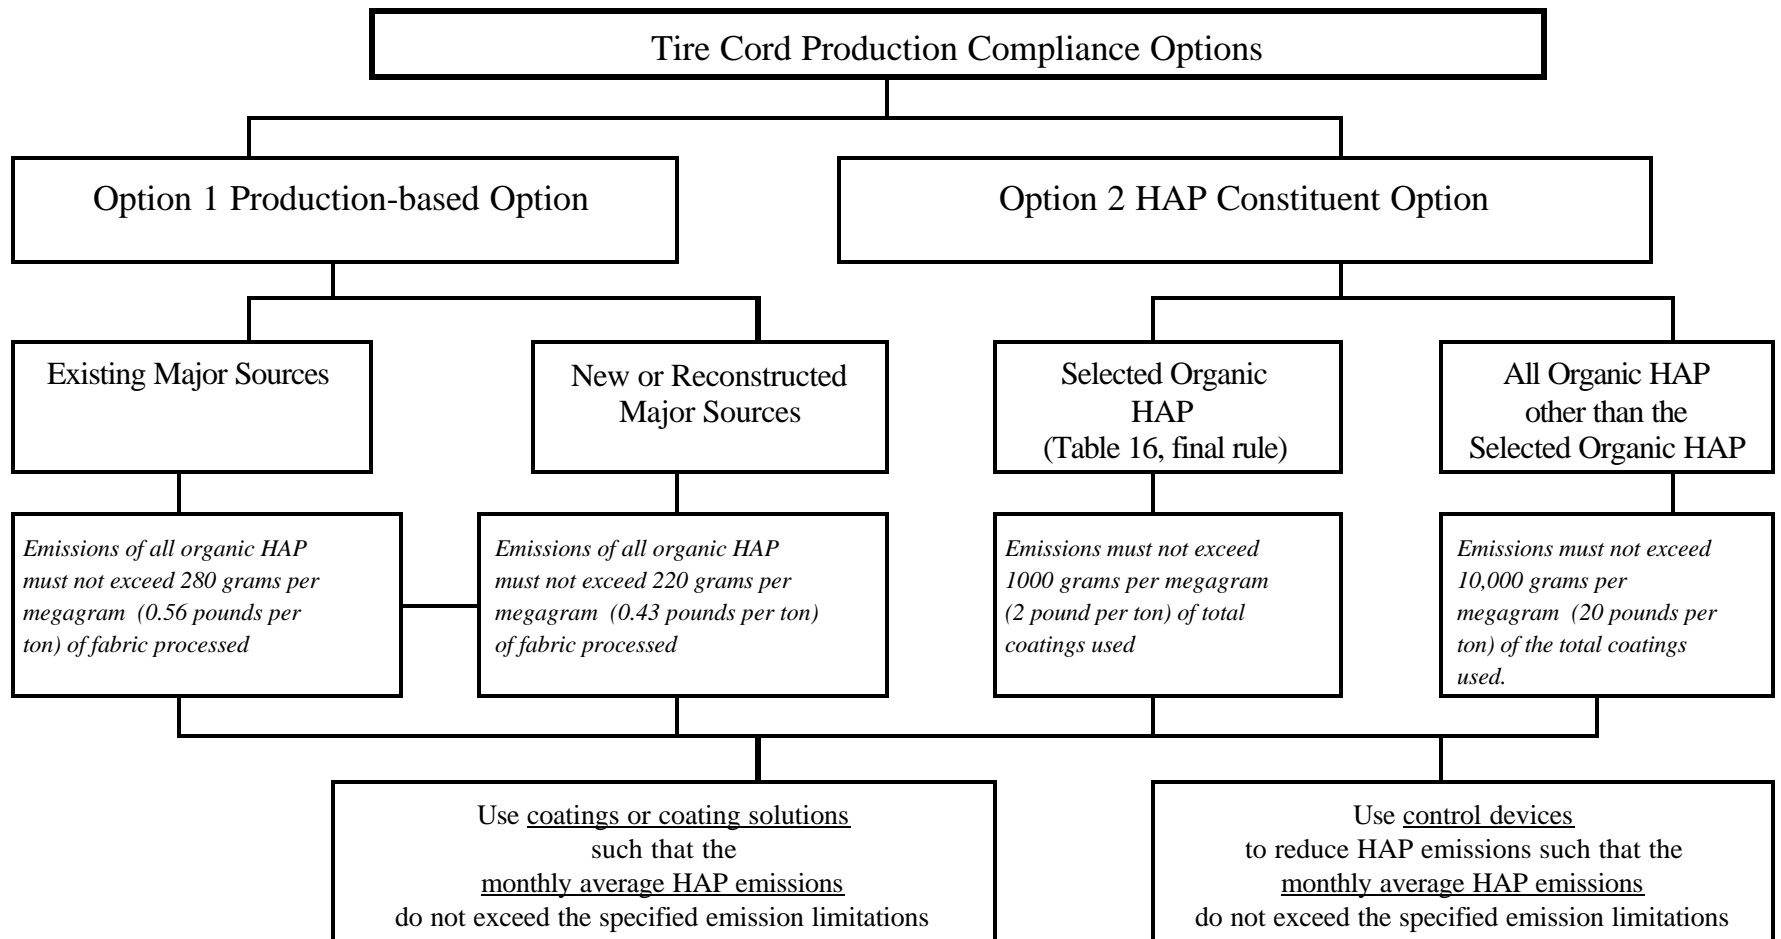 Tire Cord Production Compliance Options
Option 1 Production-based Option
Option 2 HAP Constituent Option
Existing Major Sources
New or Reconstructed
Major Sources
Selected Organic
HAP
(Table 16, final rule)
All Organic HAP
other than the
Selected Organic HAP
Emissions of all organic HAP
must not exceed 280 grams per
megagram (0.56 pounds per
ton) of fabric processed
Emissions of all organic HAP
must not exceed 220 grams per
megagram (0.43 pounds per ton)
of fabric processed
Emissions must not exceed
1000 grams per megagram
(2 pound per ton) of total
coatings used
Emissions must not exceed
10,000 grams per
megagram (20 pounds per
ton) of the total coatings
used.
Use coatings or coating solutions
such that the
monthly average HAP emissions
do not exceed the specified emission limitations
Use control devices
to reduce HAP emissions such that the
monthly average HAP emissions
do not exceed the specified emission limitations